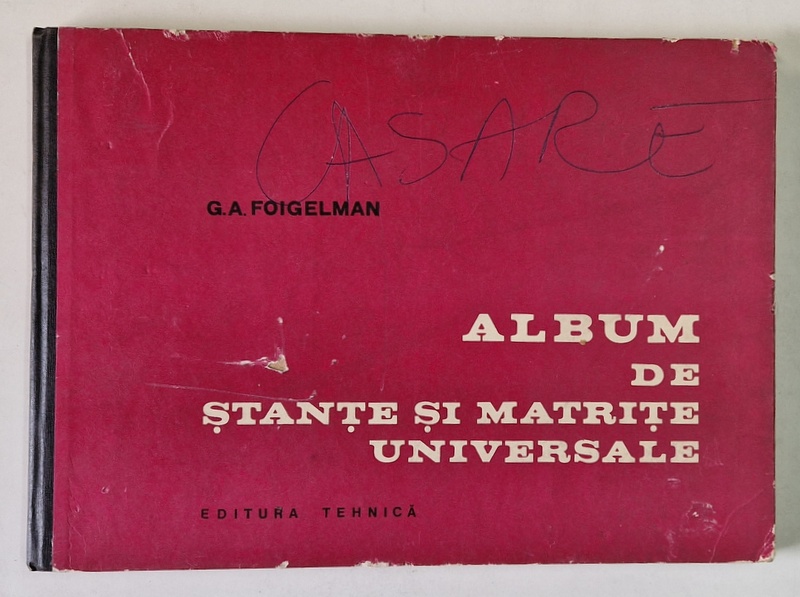 CASARE
G.A. FOIGELMAN
ALBUM
DE
ȘTANȚE ȘI MATRIȚE
UNIVERSALE
EDITURA TEHNICĂ